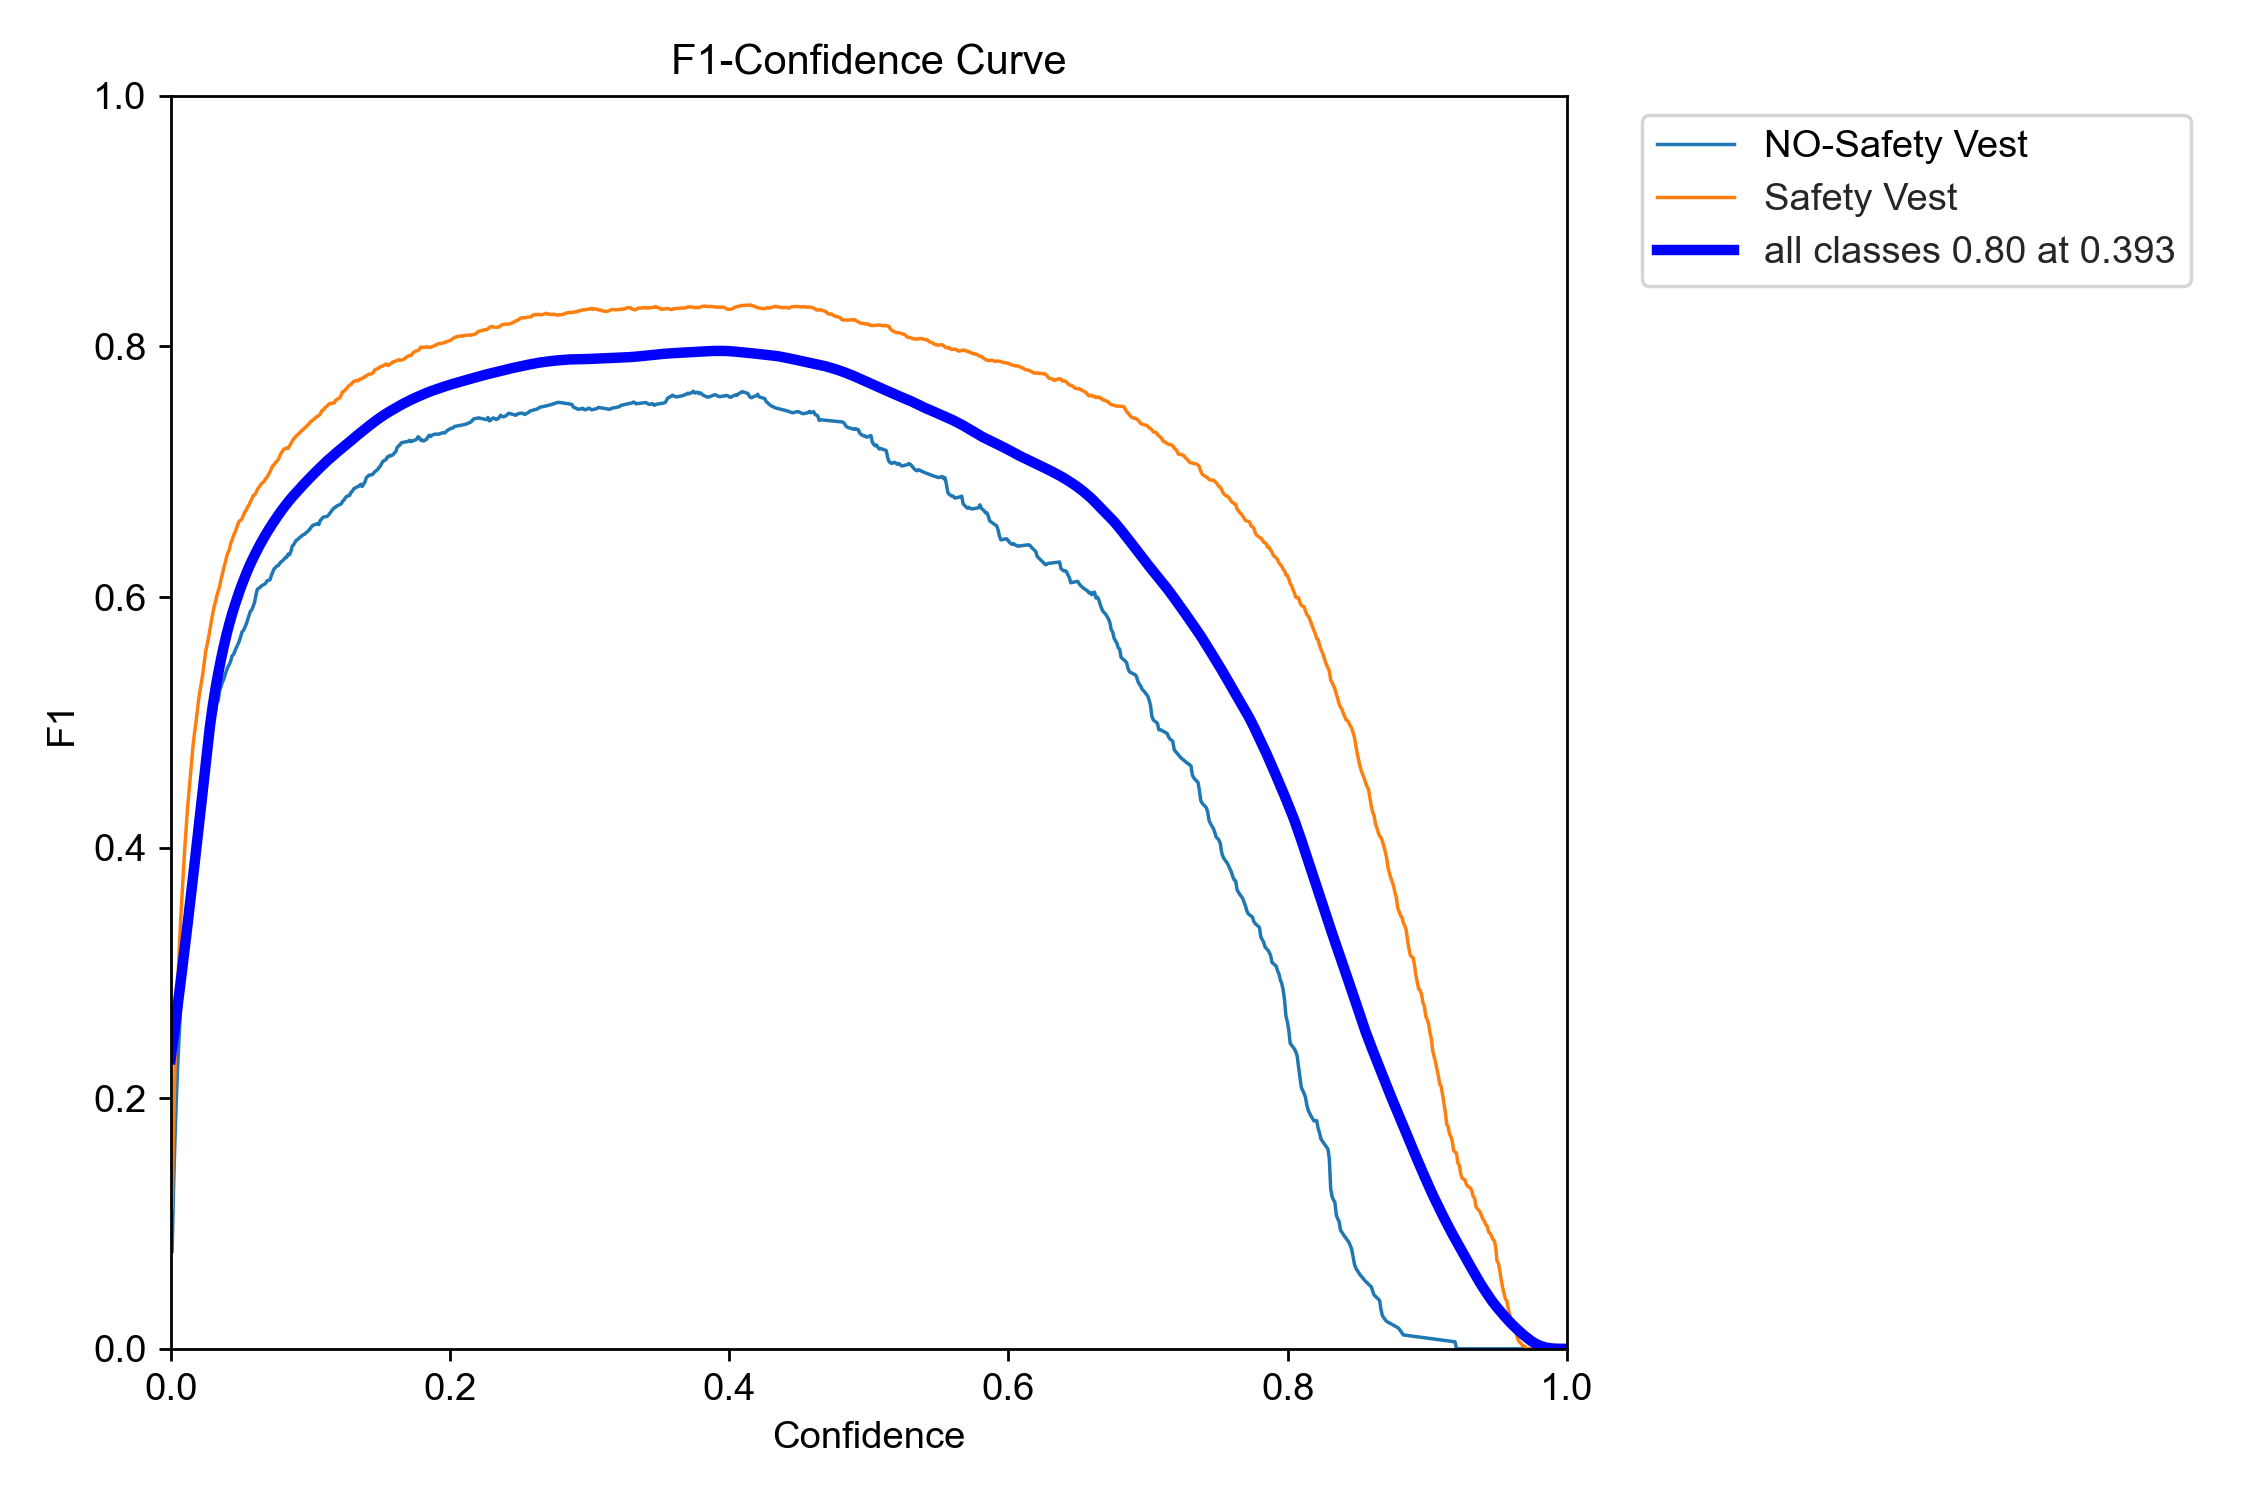 F1-Confidence Curve
NO-Safety Vest
Safety Vest
all classes 0.80 at 0.393
1.0
0.8
0.6
0.4
0.2
0.0
F1
0.0 0.2 0.4 0.6 0.8 1.0
Confidence